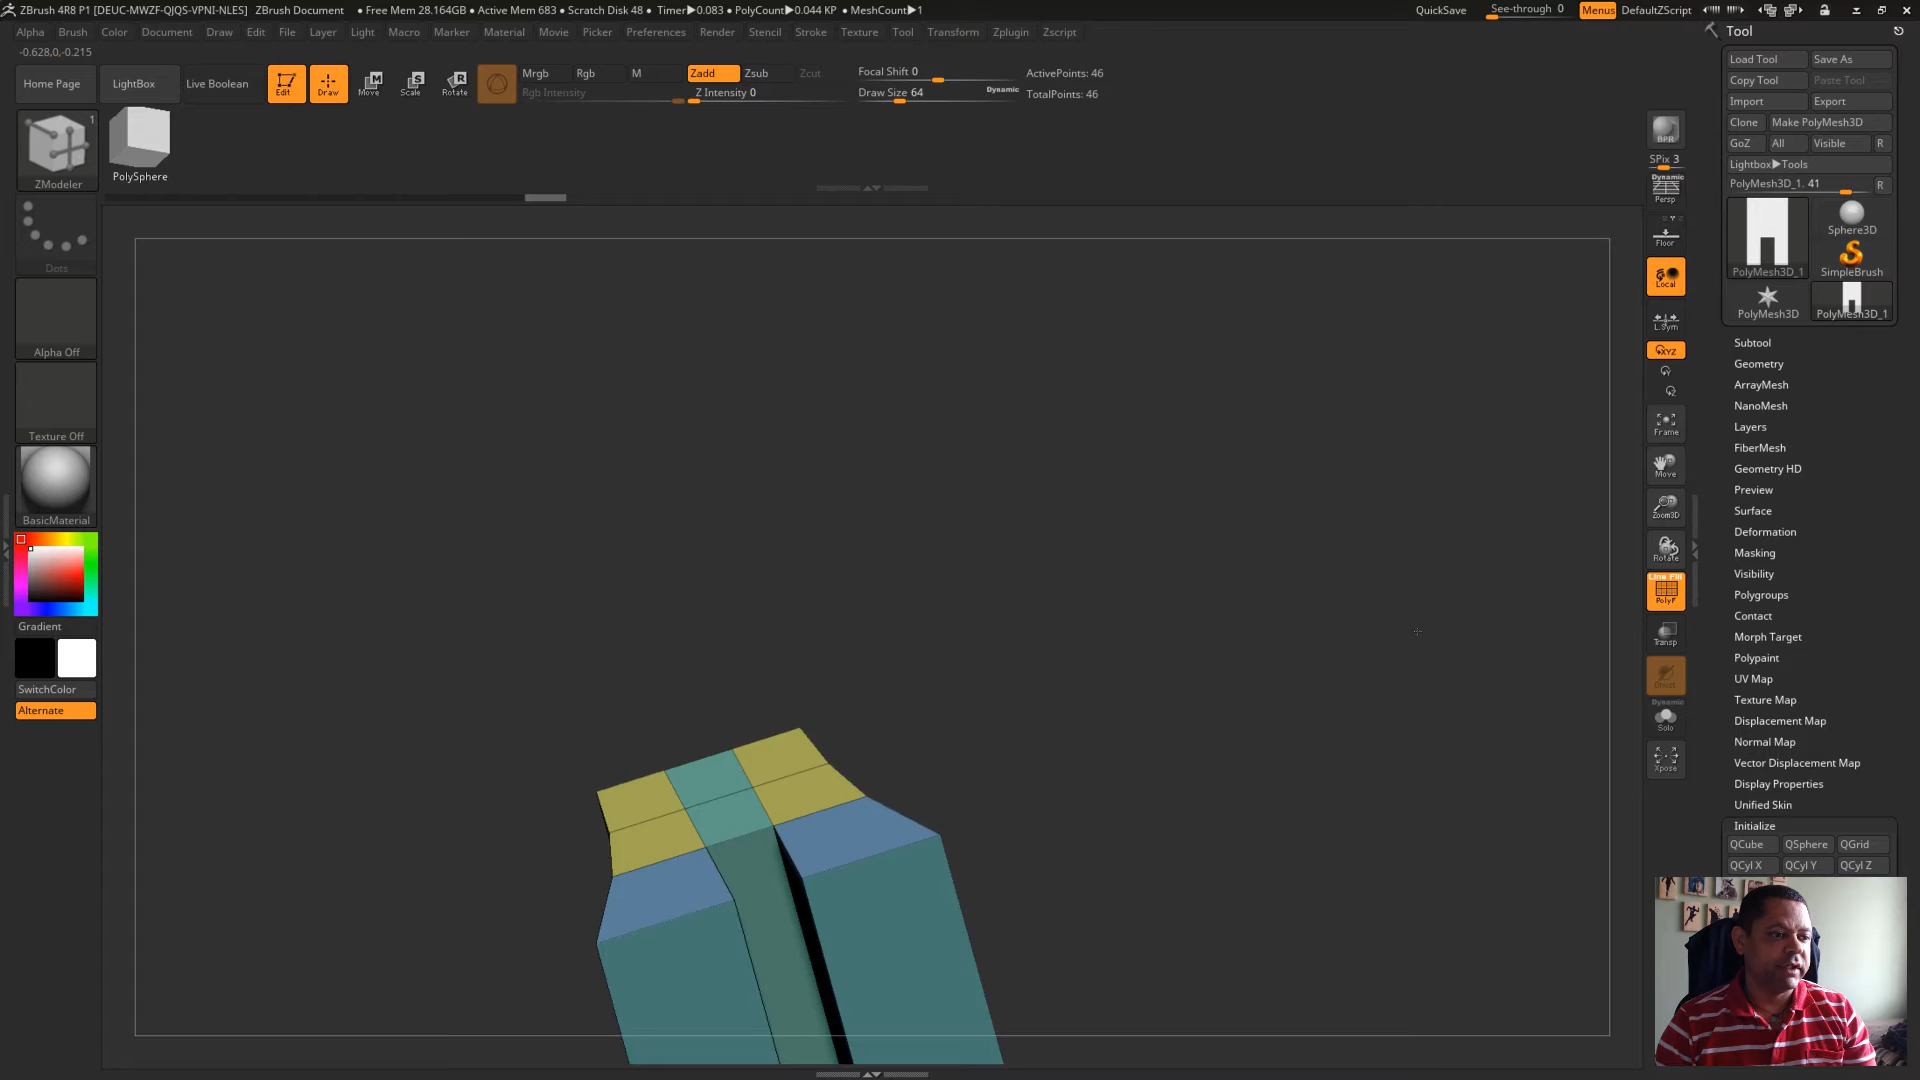 ZBrush 4R8 P1 [DEUC-MWZF-QJQS-VPNI-NLES] ZBrush Document • Free Mem 28.164GB • Active Mem 683 • Scratch Disk 48 • Timer▶0.083 • PolyCount▶0.044 KP • MeshCount▶1 QuickSave See-through 0 Menus DefaultZScript
Alpha Brush Color Document Draw Edit File Layer Light Macro Marker Material Movie Picker Preferences Render Stencil Stroke Texture Tool Transform Zplugin Zscript
-0.628,0,-0.215
Home Page LightBox Live Boolean Edit Draw Move Scale Rotate
Mrgb Rgb M Zadd Zsub Zcut
Rgb Intensity Z Intensity 0
Focal Shift 0
Draw Size 64 Dynamic
ActivePoints: 46
TotalPoints: 46
1
ZModeler
PolySphere
Dots
Alpha Off
Texture Off
BasicMaterial
Gradient
SwitchColor
Alternate
BPR
SPix 3
Dynamic
Persp
Floor
Local
L.Sym
XYZ
Frame
Move
Zoom3D
Rotate
Line Fill
PolyF
Transp
Dynamic
Solo
Xpose
Tool
Load Tool Save As
Copy Tool Paste Tool
Import Export
Clone Make PolyMesh3D
GoZ All Visible R
Lightbox▶Tools
PolyMesh3D_1. 41 R
Sphere3D
PolyMesh3D_1 SimpleBrush
PolyMesh3D PolyMesh3D_1
Subtool
Geometry
ArrayMesh
NanoMesh
Layers
FiberMesh
Geometry HD
Preview
Surface
Deformation
Masking
Visibility
Polygroups
Contact
Morph Target
Polypaint
UV Map
Texture Map
Displacement Map
Normal Map
Vector Displacement Map
Display Properties
Unified Skin
Initialize
QCube QSphere QGrid
QCyl X QCyl Y QCyl Z